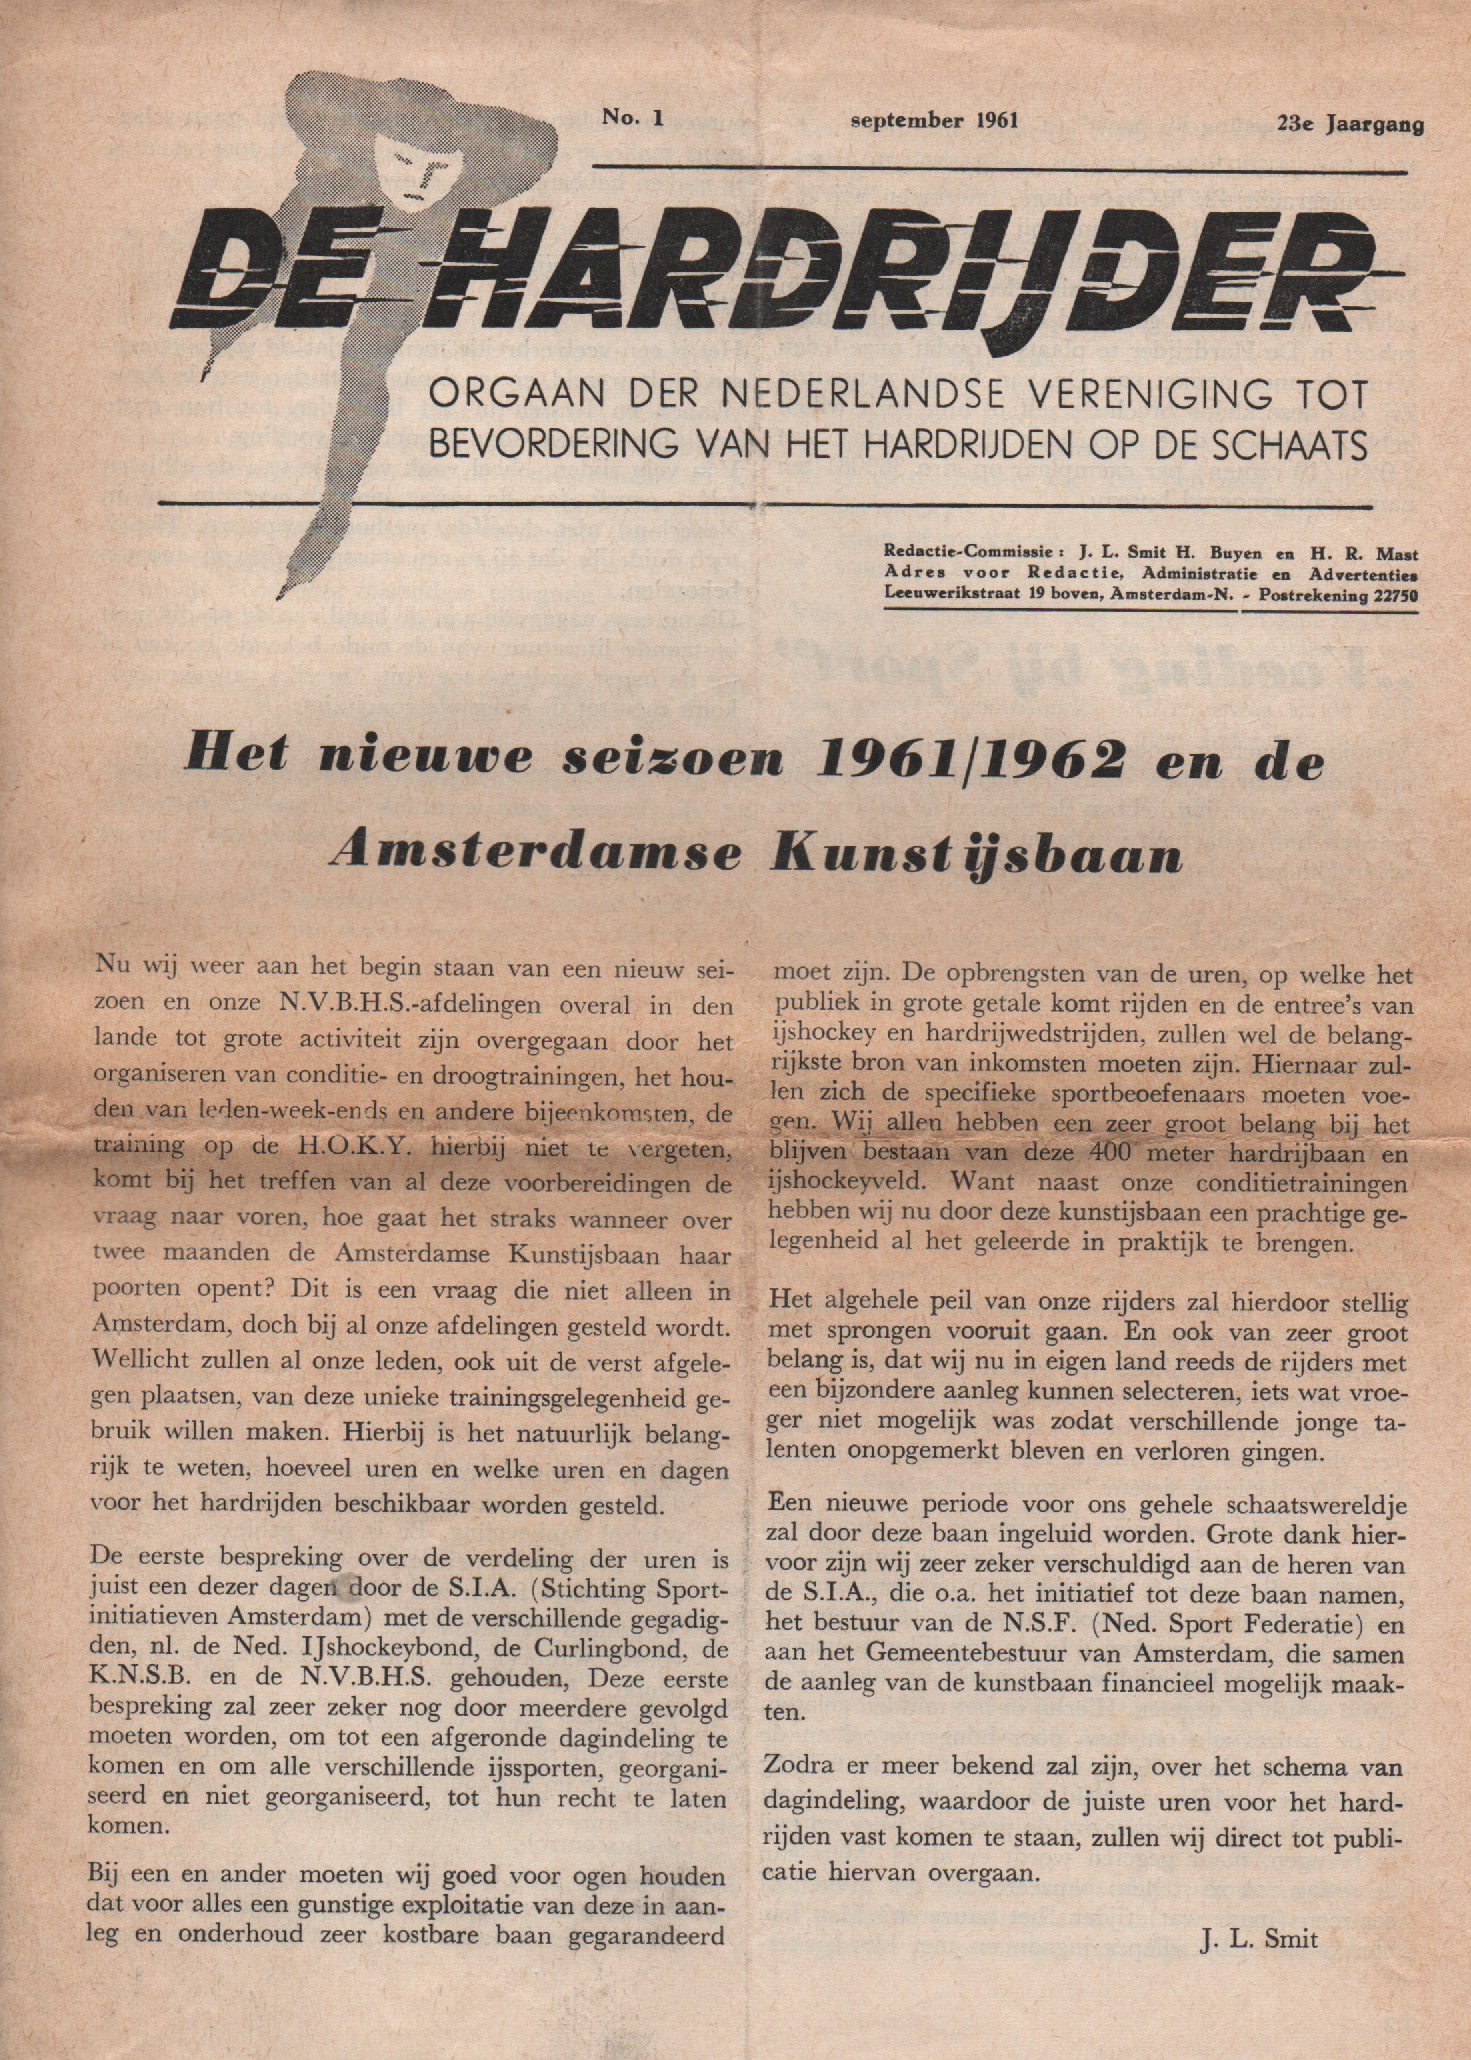 No. 1
september 1961
23e Jaargang
DE HARDRIJDER
ORGAAN DER NEDERLANDSE VERENIGING TOT
BEVORDERING VAN HET HARDRIJDEN OP DE SCHAATS
Redactie-Commissie : J. L. Smit H. Buyen en H. R. Mast
Adres voor Redactie, Administratie en Advertenties
Leeuwerikstraat 19 boven, Amsterdam-N. - Postrekening 22750
Het nieuwe seizoen 1961/1962 en de
Amsterdamse Kunstijsbaan
Nu wij weer aan het begin staan van een nieuw sei-
zoen en onze N.V.B.H.S.-afdelingen overal in den
lande tot grote activiteit zijn overgegaan door het
organiseren van conditie- en droogtrainingen, het hou-
den van leden-week-ends en andere bijeenkomsten, de
training op de H.O.K.Y. hierbij niet te vergeten,
komt bij het treffen van al deze voorbereidingen de
vraag naar voren, hoe gaat het straks wanneer over
twee maanden de Amsterdamse Kunstijsbaan haar
poorten opent? Dit is een vraag die niet alleen in
Amsterdam, doch bij al onze afdelingen gesteld wordt.
Wellicht zullen al onze leden, ook uit de verst afgele-
gen plaatsen, van deze unieke trainingsgelegenheid ge-
bruik willen maken. Hierbij is het natuurlijk belang-
rijk te weten, hoeveel uren en welke uren en dagen
voor het hardrijden beschikbaar worden gesteld.
De eerste bespreking over de verdeling der uren is
juist een dezer dagen door de S.I.A. (Stichting Sport-
initiatieven Amsterdam) met de verschillende gegadig-
den, nl. de Ned. IJshockeybond, de Curlingbond, de
K.N.S.B. en de N.V.B.H.S. gehouden, Deze eerste
bespreking zal zeer zeker nog door meerdere gevolgd
moeten worden, om tot een afgeronde dagindeling te
komen en om alle verschillende ijssporten, georgani-
seerd en niet georganiseerd, tot hun recht te laten
komen.
Bij een en ander moeten wij goed voor ogen houden
dat voor alles een gunstige exploitatie van deze in aan-
leg en onderhoud zeer kostbare baan gegarandeerd
moet zijn. De opbrengsten van de uren, op welke het
publiek in grote getale komt rijden en de entree's van
ijshockey en hardrijwedstrijden, zullen wel de belang-
rijkste bron van inkomsten moeten zijn. Hiernaar zul-
len zich de specifieke sportbeoefenaars moeten voe-
gen. Wij allen hebben een zeer groot belang bij het
blijven bestaan van deze 400 meter hardrijbaan en
ijshockeyveld. Want naast onze conditietrainingen
hebben wij nu door deze kunstijsbaan een prachtige ge-
legenheid al het geleerde in praktijk te brengen.
Het algehele peil van onze rijders zal hierdoor stellig
met sprongen vooruit gaan. En ook van zeer groot
belang is, dat wij nu in eigen land reeds de rijders met
een bijzondere aanleg kunnen selecteren, iets wat vroe-
ger niet mogelijk was zodat verschillende jonge ta-
lenten onopgemerkt bleven en verloren gingen.
Een nieuwe periode voor ons gehele schaatswereldje
zal door deze baan ingeluid worden. Grote dank hier-
voor zijn wij zeer zeker verschuldigd aan de heren van
de S.I.A., die o.a. het initiatief tot deze baan namen,
het bestuur van de N.S.F. (Ned. Sport Federatie) en
aan het Gemeentebestuur van Amsterdam, die samen
de aanleg van de kunstbaan financieel mogelijk maak-
ten.
Zodra er meer bekend zal zijn, over het schema van
dagindeling, waardoor de juiste uren voor het hard-
rijden vast komen te staan, zullen wij direct tot publi-
catie hiervan overgaan.
J. L. Smit